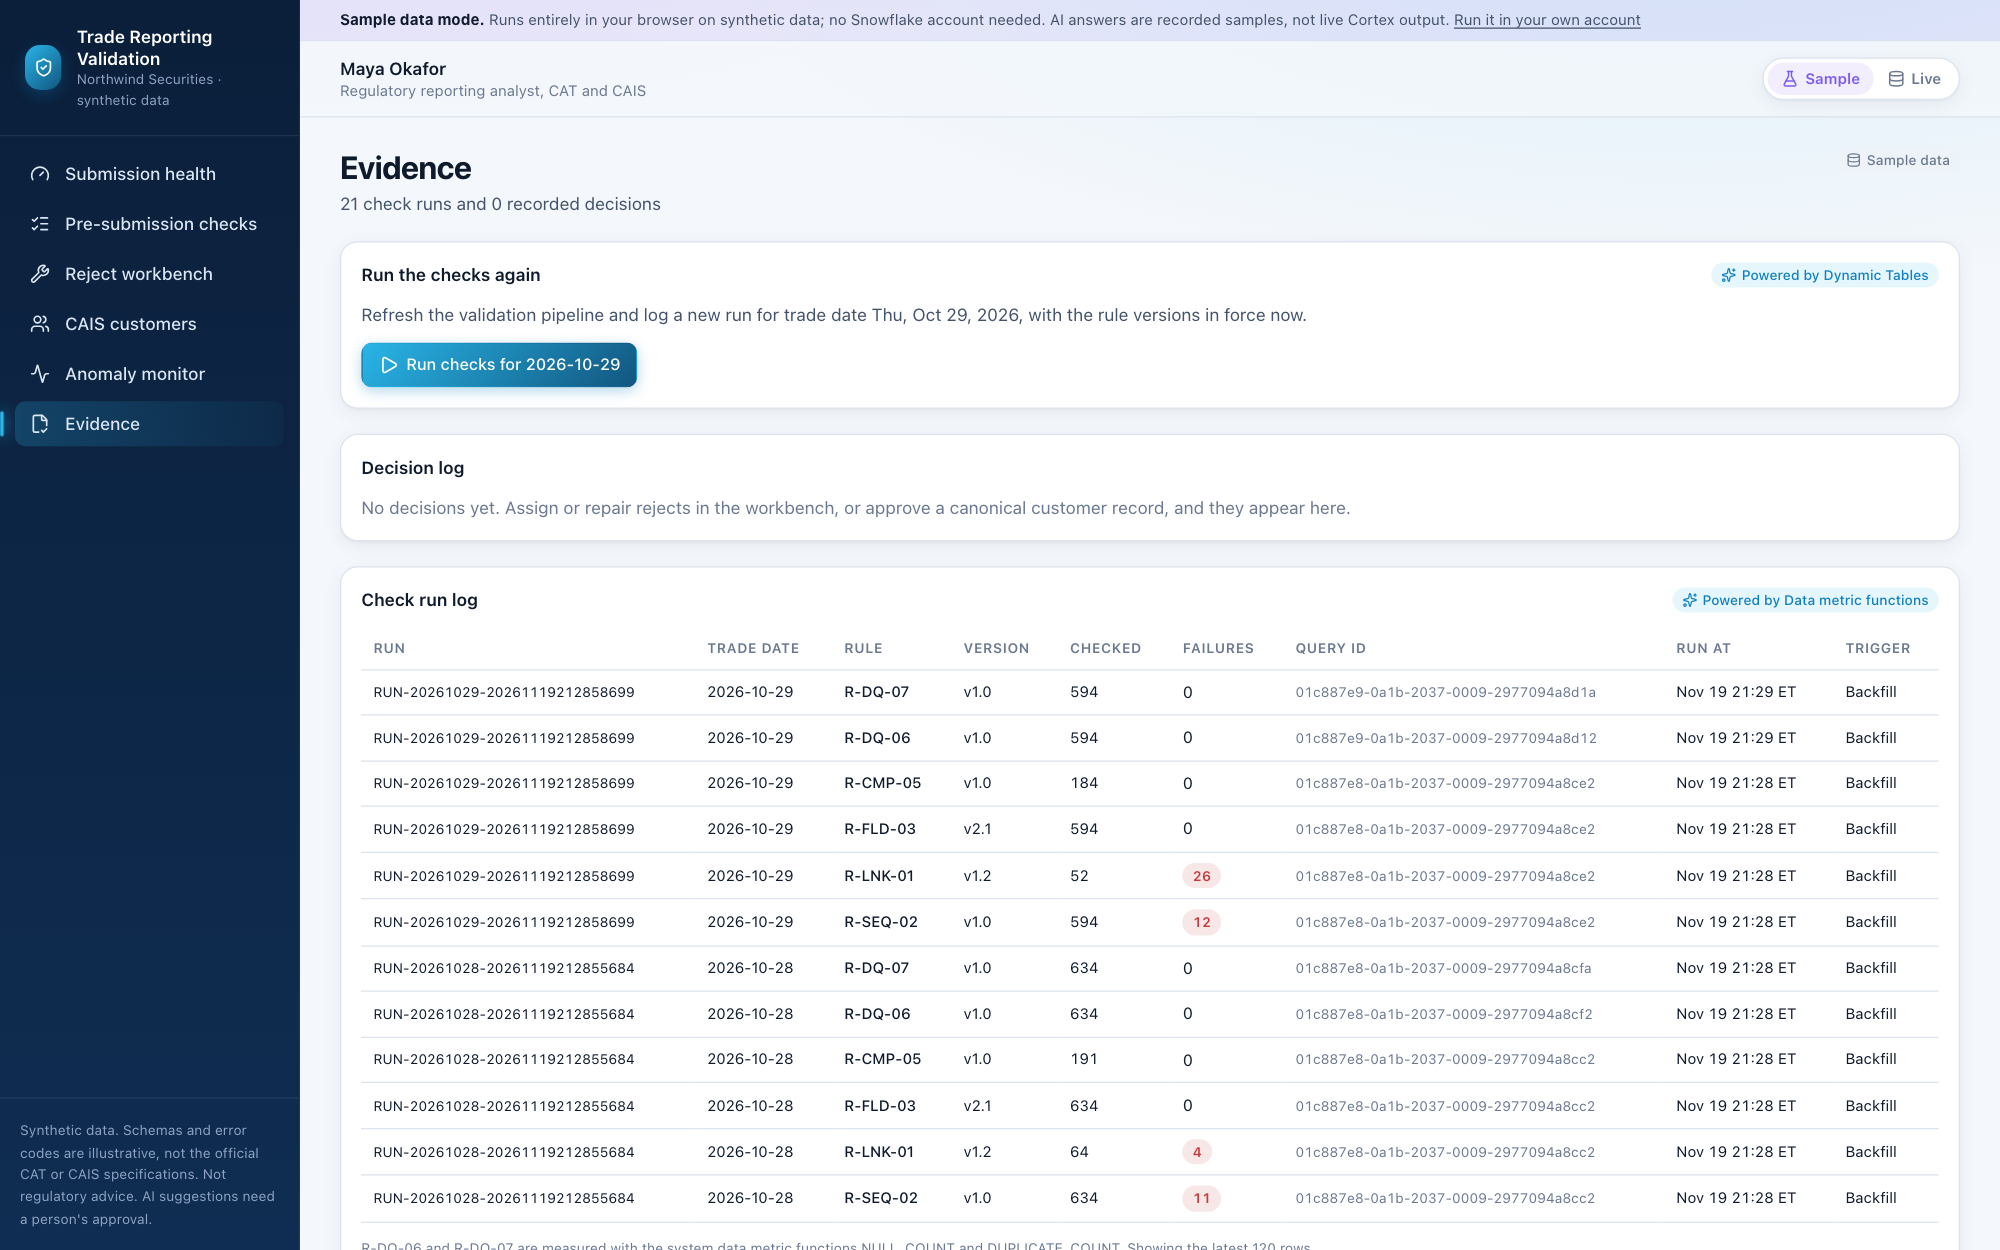 Trade Reporting
Validation
Northwind Securities ·
synthetic data
Submission health
Pre-submission checks
Reject workbench
CAIS customers
Anomaly monitor
Evidence
Synthetic data. Schemas and error
codes are illustrative, not the official
CAT or CAIS specifications. Not
regulatory advice. AI suggestions need
a person's approval.
Sample data mode. Runs entirely in your browser on synthetic data; no Snowflake account needed. AI answers are recorded samples, not live Cortex output. Run it in your own account
Maya Okafor
Regulatory reporting analyst, CAT and CAIS
Sample Live
Evidence
21 check runs and 0 recorded decisions
Sample data
Run the checks again
Powered by Dynamic Tables
Refresh the validation pipeline and log a new run for trade date Thu, Oct 29, 2026, with the rule versions in force now.
Run checks for 2026-10-29
Decision log
No decisions yet. Assign or repair rejects in the workbench, or approve a canonical customer record, and they appear here.
Check run log
Powered by Data metric functions
RUN TRADE DATE RULE VERSION CHECKED FAILURES QUERY ID RUN AT TRIGGER
RUN-20261029-20261119212858699 2026-10-29 R-DQ-07 v1.0 594 0 01c887e9-0a1b-2037-0009-2977094a8d1a Nov 19 21:29 ET Backfill
RUN-20261029-20261119212858699 2026-10-29 R-DQ-06 v1.0 594 0 01c887e9-0a1b-2037-0009-2977094a8d12 Nov 19 21:29 ET Backfill
RUN-20261029-20261119212858699 2026-10-29 R-CMP-05 v1.0 184 0 01c887e8-0a1b-2037-0009-2977094a8ce2 Nov 19 21:28 ET Backfill
RUN-20261029-20261119212858699 2026-10-29 R-FLD-03 v2.1 594 0 01c887e8-0a1b-2037-0009-2977094a8ce2 Nov 19 21:28 ET Backfill
RUN-20261029-20261119212858699 2026-10-29 R-LNK-01 v1.2 52 26 01c887e8-0a1b-2037-0009-2977094a8ce2 Nov 19 21:28 ET Backfill
RUN-20261029-20261119212858699 2026-10-29 R-SEQ-02 v1.0 594 12 01c887e8-0a1b-2037-0009-2977094a8ce2 Nov 19 21:28 ET Backfill
RUN-20261028-20261119212855684 2026-10-28 R-DQ-07 v1.0 634 0 01c887e8-0a1b-2037-0009-2977094a8cfa Nov 19 21:28 ET Backfill
RUN-20261028-20261119212855684 2026-10-28 R-DQ-06 v1.0 634 0 01c887e8-0a1b-2037-0009-2977094a8cf2 Nov 19 21:28 ET Backfill
RUN-20261028-20261119212855684 2026-10-28 R-CMP-05 v1.0 191 0 01c887e8-0a1b-2037-0009-2977094a8cc2 Nov 19 21:28 ET Backfill
RUN-20261028-20261119212855684 2026-10-28 R-FLD-03 v2.1 634 0 01c887e8-0a1b-2037-0009-2977094a8cc2 Nov 19 21:28 ET Backfill
RUN-20261028-20261119212855684 2026-10-28 R-LNK-01 v1.2 64 4 01c887e8-0a1b-2037-0009-2977094a8cc2 Nov 19 21:28 ET Backfill
RUN-20261028-20261119212855684 2026-10-28 R-SEQ-02 v1.0 634 11 01c887e8-0a1b-2037-0009-2977094a8cc2 Nov 19 21:28 ET Backfill
R-DQ-06 and R-DQ-07 are measured with the system data metric functions NULL_COUNT and DUPLICATE_COUNT. Showing the latest 120 rows.